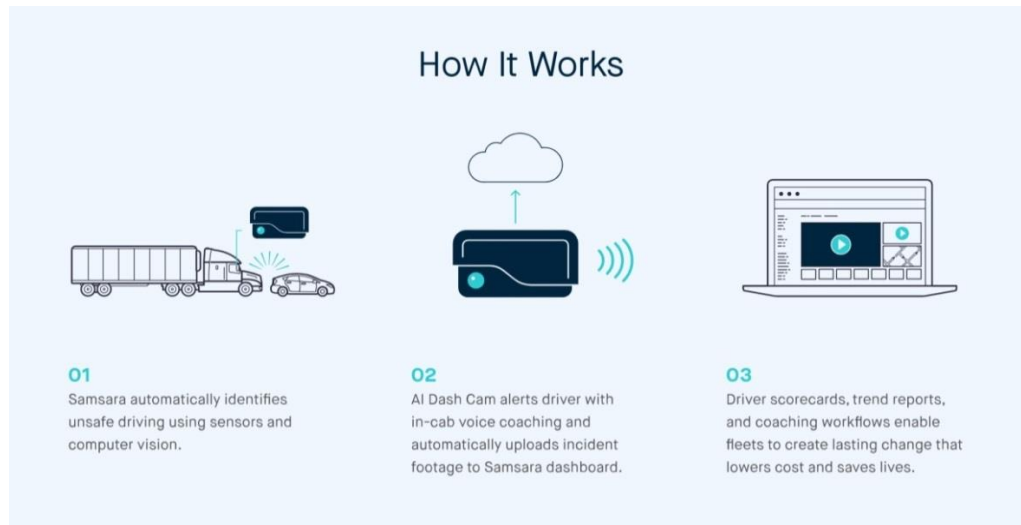 How It Works
01
Samsara automatically identifies
unsafe driving using sensors and
computer vision.
02
AI Dash Cam alerts driver with
in-cab voice coaching and
automatically uploads incident
footage to Samsara dashboard.
03
Driver scorecards, trend reports,
and coaching workflows enable
fleets to create lasting change that
lowers cost and saves lives.